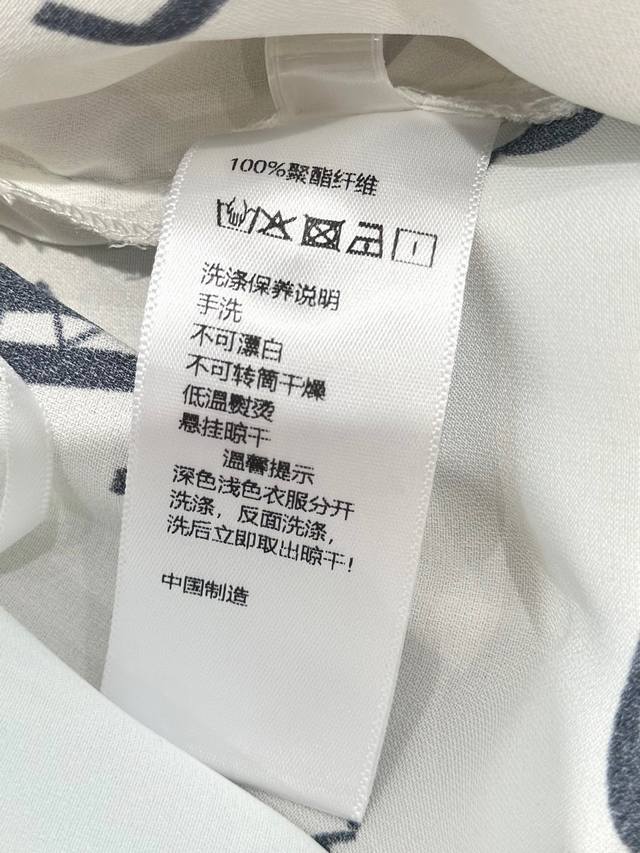 100%聚酯纤维
洗涤保养说明
手洗
不可漂白
不可转筒干燥
低温熨烫
悬挂晾干
温馨提示
深色浅色衣服分开
洗涤，反面洗涤，
洗后立即取出晾干！
中国制造